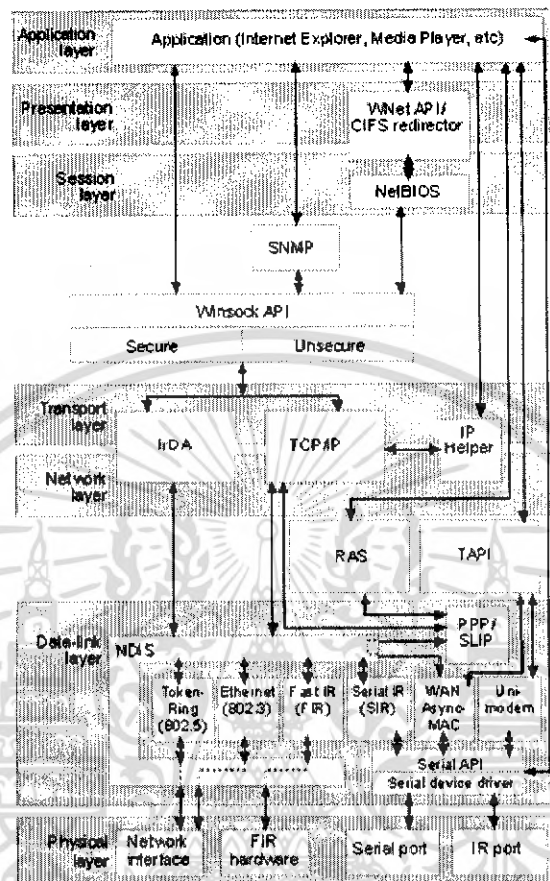 Application layer
Application (Internet Explorer, Media Player, etc)
Presentation layer
WNet API/
CIFS redirector
Session layer
NetBIOS
SNMP
Winsock API
Secure
Unsecure
Transport layer
IrDA
TCP/IP
IP Helper
Network layer
RAS
TAPI
Data-link layer
NDIS
PPP/
SLIP
Token-Ring (802.5)
Ethernet (802.3)
Fast IR (FIR)
Serial IR (SIR)
WAN Async-MAC
Uni-modem
Serial API
Serial device driver
Physical layer
Network interface
FIR hardware
Serial port
IR port